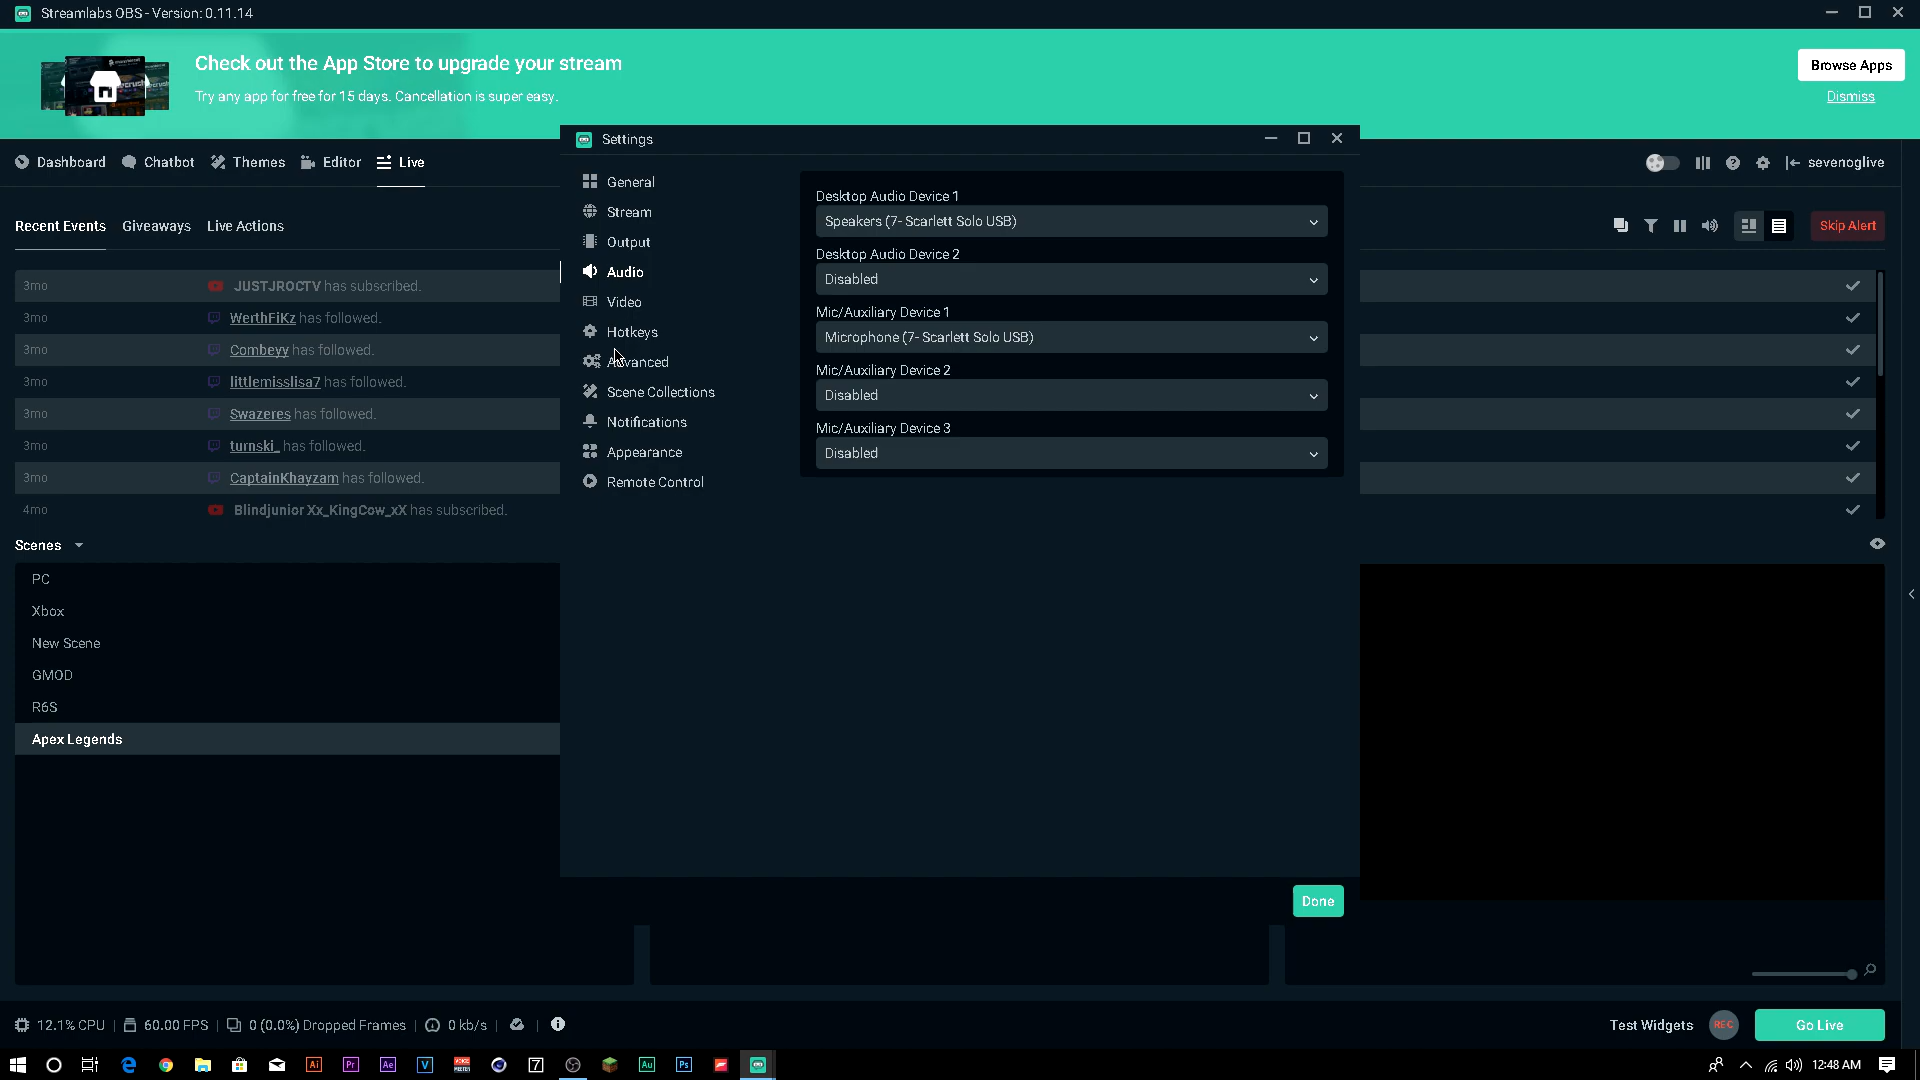 Streamlabs OBS - Version: 0.11.14
Check out the App Store to upgrade your stream
Try any app for free for 15 days. Cancellation is super easy.
Browse Apps
Dismiss
Dashboard
Chatbot
Themes
Editor
Live
sevenoglive
Recent Events
Giveaways
Live Actions
Skip Alert
3mo JUSTJROCTV has subscribed.
3mo WerthFiKz has followed.
3mo Combeyy has followed.
3mo littlemisslisa7 has followed.
3mo Swazeres has followed.
3mo turnski_ has followed.
3mo CaptainKhayzam has followed.
4mo Blindjunior Xx_KingCow_xX has subscribed.
Scenes
PC
Xbox
New Scene
GMOD
R6S
Apex Legends
Settings
General
Stream
Output
Audio
Video
Hotkeys
Advanced
Scene Collections
Notifications
Appearance
Remote Control
Desktop Audio Device 1
Speakers (7- Scarlett Solo USB)
Desktop Audio Device 2
Disabled
Mic/Auxiliary Device 1
Microphone (7- Scarlett Solo USB)
Mic/Auxiliary Device 2
Disabled
Mic/Auxiliary Device 3
Disabled
Done
12.1% CPU
60.00 FPS
0 (0.0%) Dropped Frames
0 kb/s
Test Widgets
REC
Go Live
Ai
Pr
Ae
V
VOICE MEETER
7
Au
Ps
12:48 AM